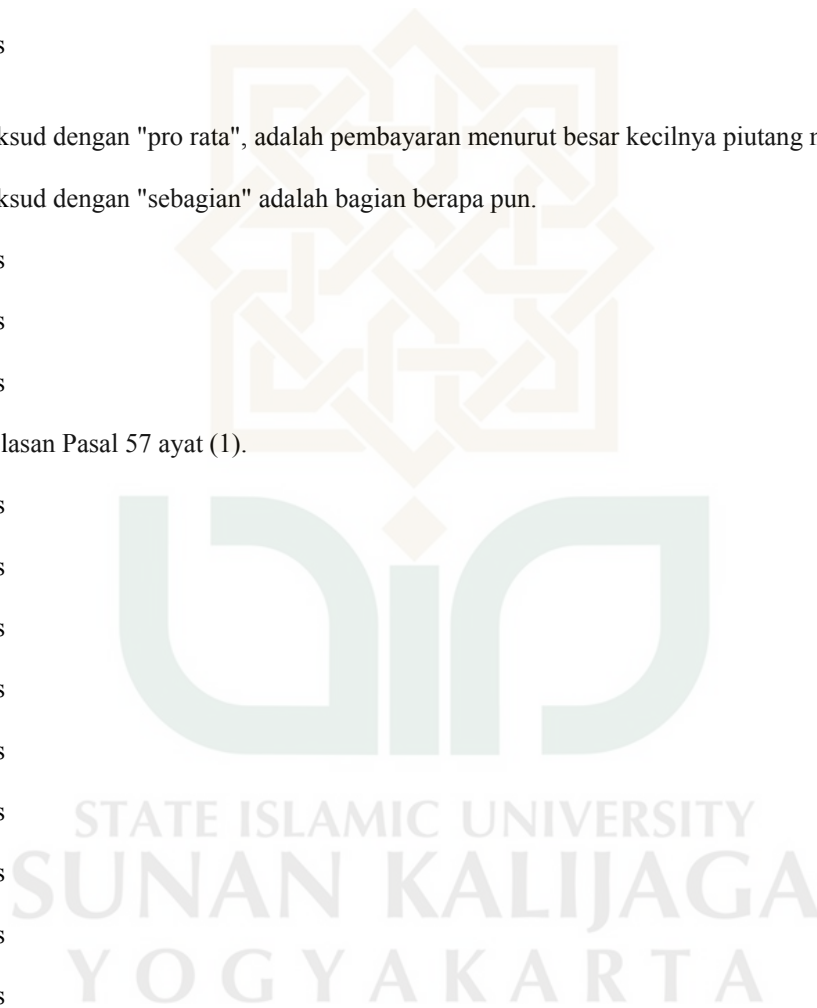 s
ksud dengan "pro rata", adalah pembayaran menurut besar kecilnya piutang
ksud dengan "sebagian" adalah bagian berapa pun.
s
s
s
lasan Pasal 57 ayat (1).
s
s
s
s
s
s
STATE ISLAMIC UNIVERSITY
s
SUNAN KALIJAGA
s
YOGYAKARTA
s